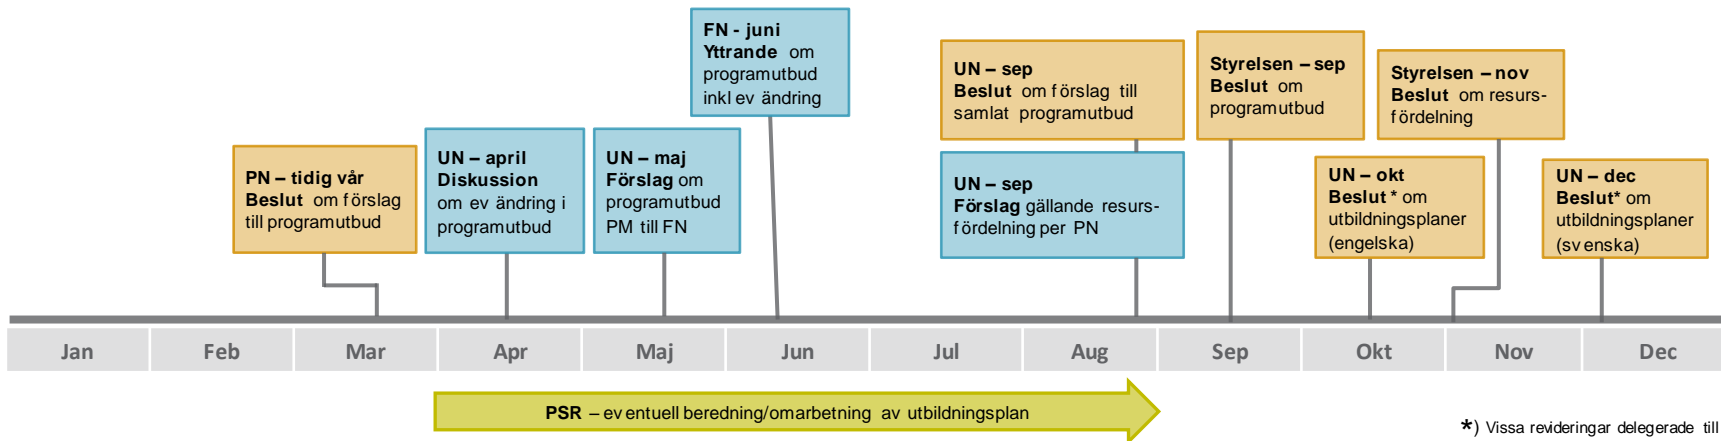 PN – tidig vår
Beslut om förslag
till programutbud
UN – april
Diskussion
om ev ändring i
programutbud
UN – maj
Förslag om
programutbud
PM till FN
FN - juni
Yttrande om
programutbud
inkl ev ändring
UN – sep
Beslut om förslag till
samlat programutbud
UN – sep
Förslag gällande resurs-
fördelning per PN
Styrelsen – sep
Beslut om
programutbud
UN – okt
Beslut * om
utbildningsplaner
(engelska)
Styrelsen – nov
Beslut om resurs-
fördelning
UN – dec
Beslut* om
utbildningsplaner
(svenska)
Jan Feb Mar Apr Maj Jun Jul Aug Sep Okt Nov Dec
PSR – eventuell beredning/omarbetning av utbildningsplan
*) Vissa revideringar delegerade till